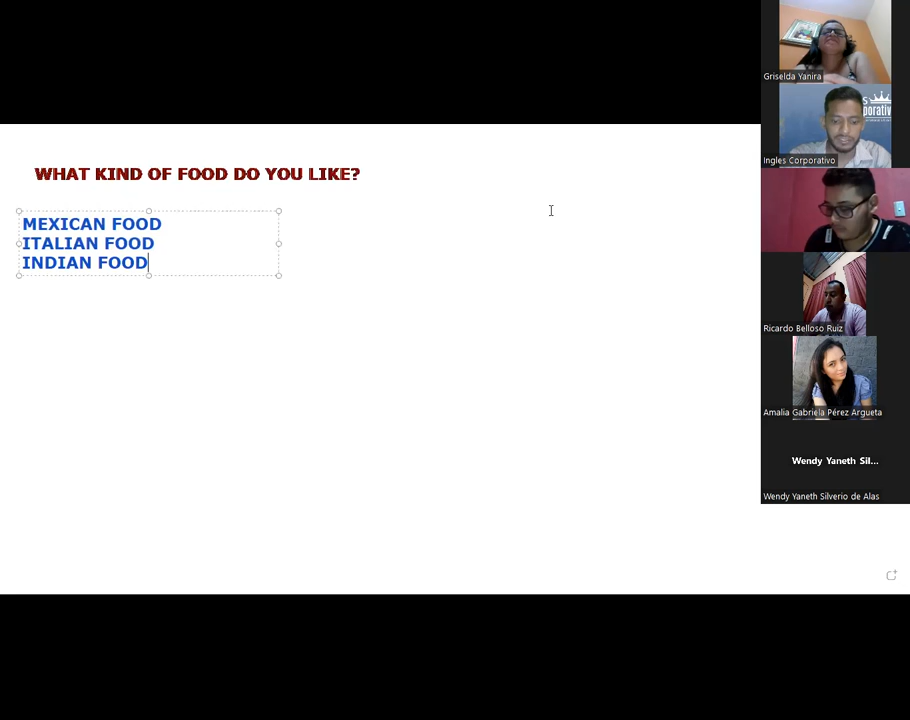 WHAT KIND OF FOOD DO YOU LIKE?
MEXICAN FOOD
ITALIAN FOOD
INDIAN FOOD
Griselda Yanira
Ingles Corporativo
Ricardo Belloso Ruiz
Amalia Gabriela Pérez Argueta
Wendy Yaneth Sil...
Wendy Yaneth Silverio de Alas